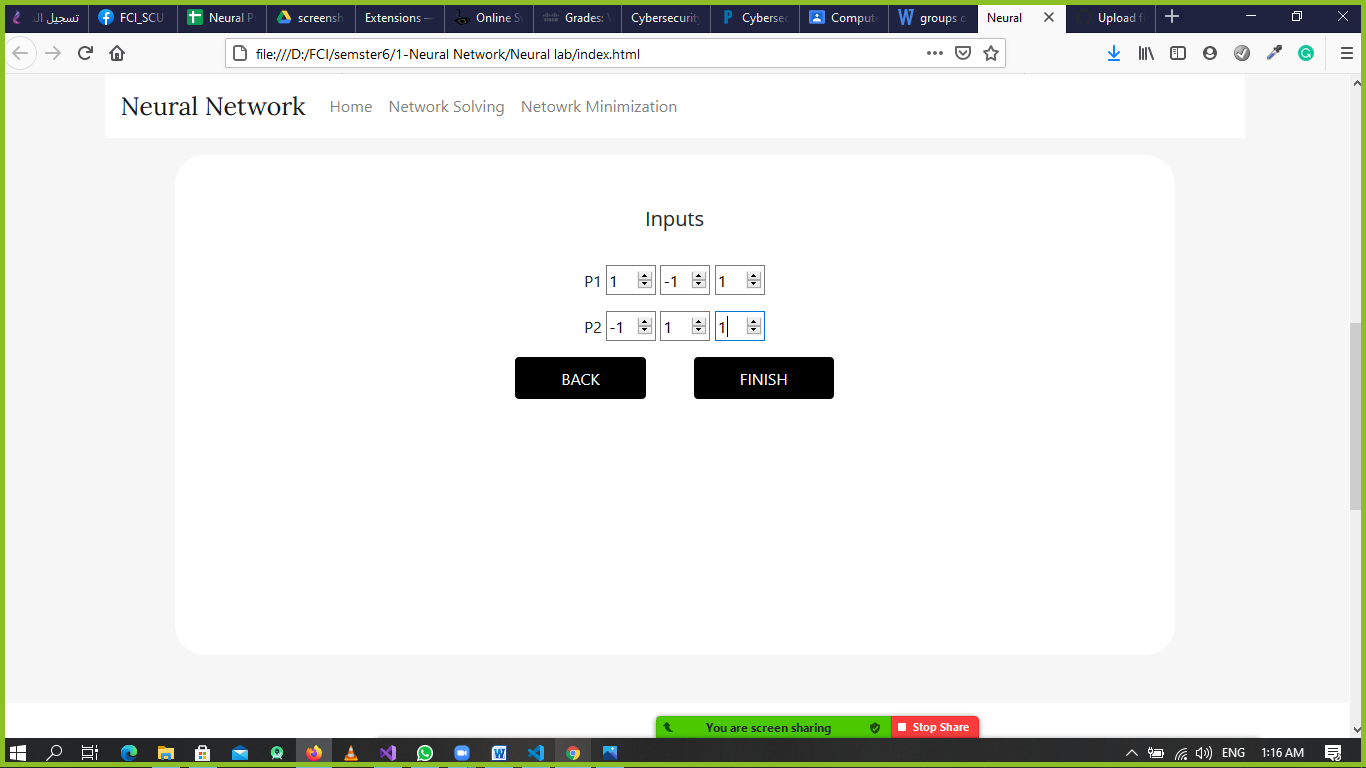 تسجيل ال FCI_SCU Neural P screensh Extensions — Online S Grades: Cybersecurity Cybersec Comput groups o Neural Upload f
file:///D:/FCI/semster6/1-Neural Network/Neural lab/index.html
Neural Network Home Network Solving Netowrk Minimization
Inputs
P1 1 -1 1
P2 -1 1 1
BACK FINISH
You are screen sharing Stop Share
ENG 1:16 AM